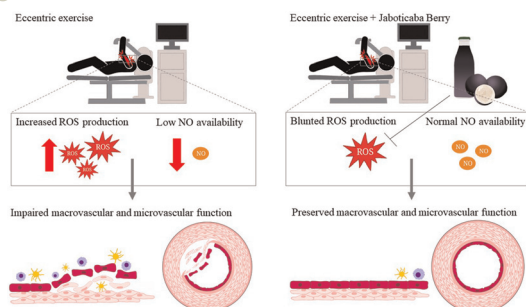 Eccentric exercise
Increased ROS production
Low NO availability
ROS
ROS
ROS
NO
Impaired macrovascular and microvascular function
Eccentric exercise + Jaboticaba Berry
Blunted ROS production
Normal NO availability
ROS
NO
NO
NO
Preserved macrovascular and microvascular function